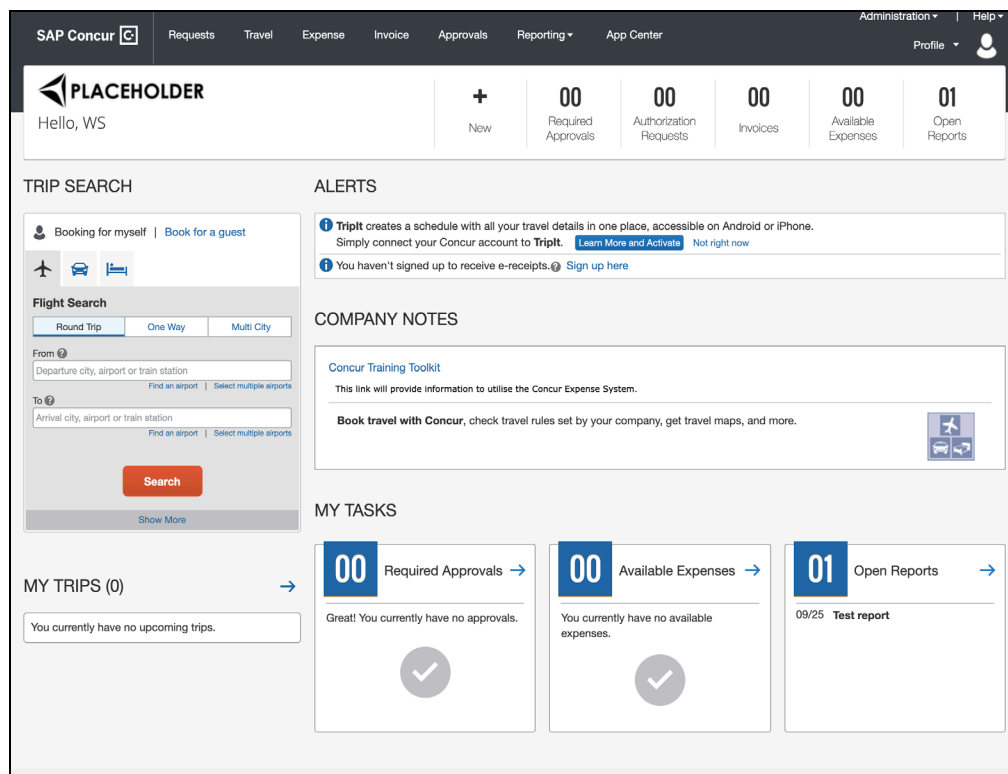 Administration | Help
SAP Concur C. Requests Travel Expense Invoice Approvals Reporting App Center
Profile
PLACEHOLDER
Hello, WS
+ New
00 Required Approvals
00 Authorization Requests
00 Invoices
00 Available Expenses
01 Open Reports
TRIP SEARCH
Booking for myself | Book for a guest
Flight Search
Round Trip One Way Multi City
From ?
Departure city, airport or train station
Find an airport | Select multiple airports
To ?
Arrival city, airport or train station
Find an airport | Select multiple airports
Search
Show More
MY TRIPS (0) →
You currently have no upcoming trips.
ALERTS
i TripIt creates a schedule with all your travel details in one place, accessible on Android or iPhone.
Simply connect your Concur account to TripIt. Learn More and Activate Not right now
i You haven't signed up to receive e-receipts. ? Sign up here
COMPANY NOTES
Concur Training Toolkit
This link will provide information to utilise the Concur Expense System.
Book travel with Concur, check travel rules set by your company, get travel maps, and more.
MY TASKS
00 Required Approvals →
Great! You currently have no approvals.
00 Available Expenses →
You currently have no available
expenses.
01 Open Reports →
09/25 Test report